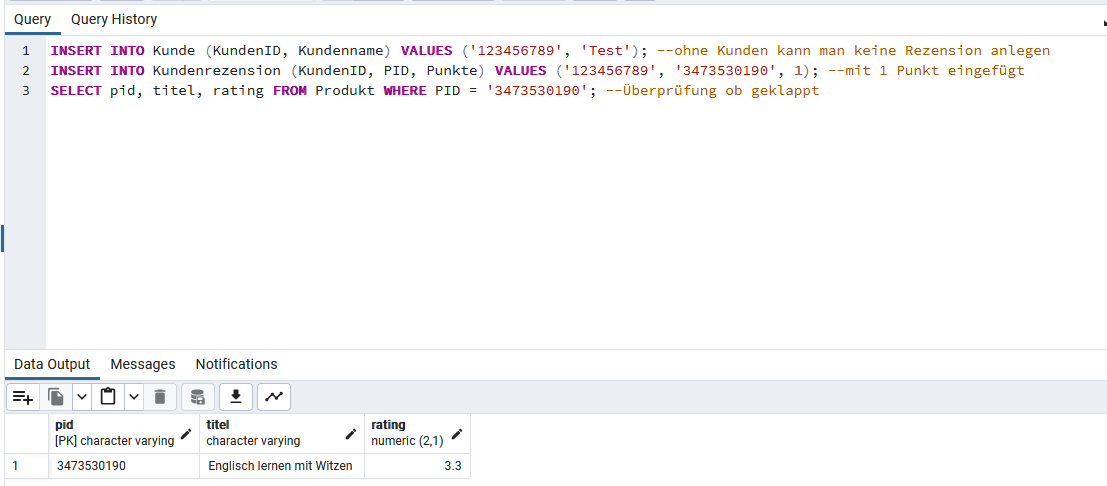 Query Query History
1 INSERT INTO Kunde (KundenID, Kundenname) VALUES ('123456789', 'Test'); --ohne Kunden kann man keine Rezension anlegen
2 INSERT INTO Kundenrezension (KundenID, PID, Punkte) VALUES ('123456789', '3473530190', 1); --mit 1 Punkt eingefügt
3 SELECT pid, titel, rating FROM Produkt WHERE PID = '3473530190'; --Überprüfung ob geklappt
Data Output Messages Notifications
pid titel rating
[PK] character varying character varying numeric (2,1)
1 3473530190 Englisch lernen mit Witzen 3.3